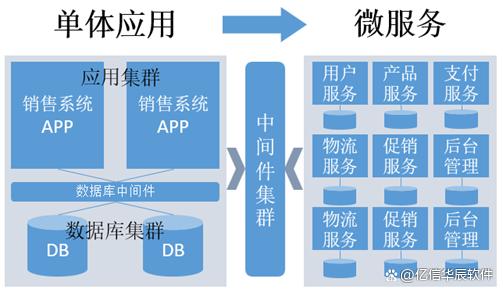 单体应用
微服务
应用集群
销售系统
APP
销售系统
APP
数据库中间件
数据库集群
DB
DB
中
间
件
集
群
用户
服务
产品
服务
支付
服务
物流
服务
促销
服务
后台
管理
物流
服务
促销
服务
后台
管理
亿信华辰软件